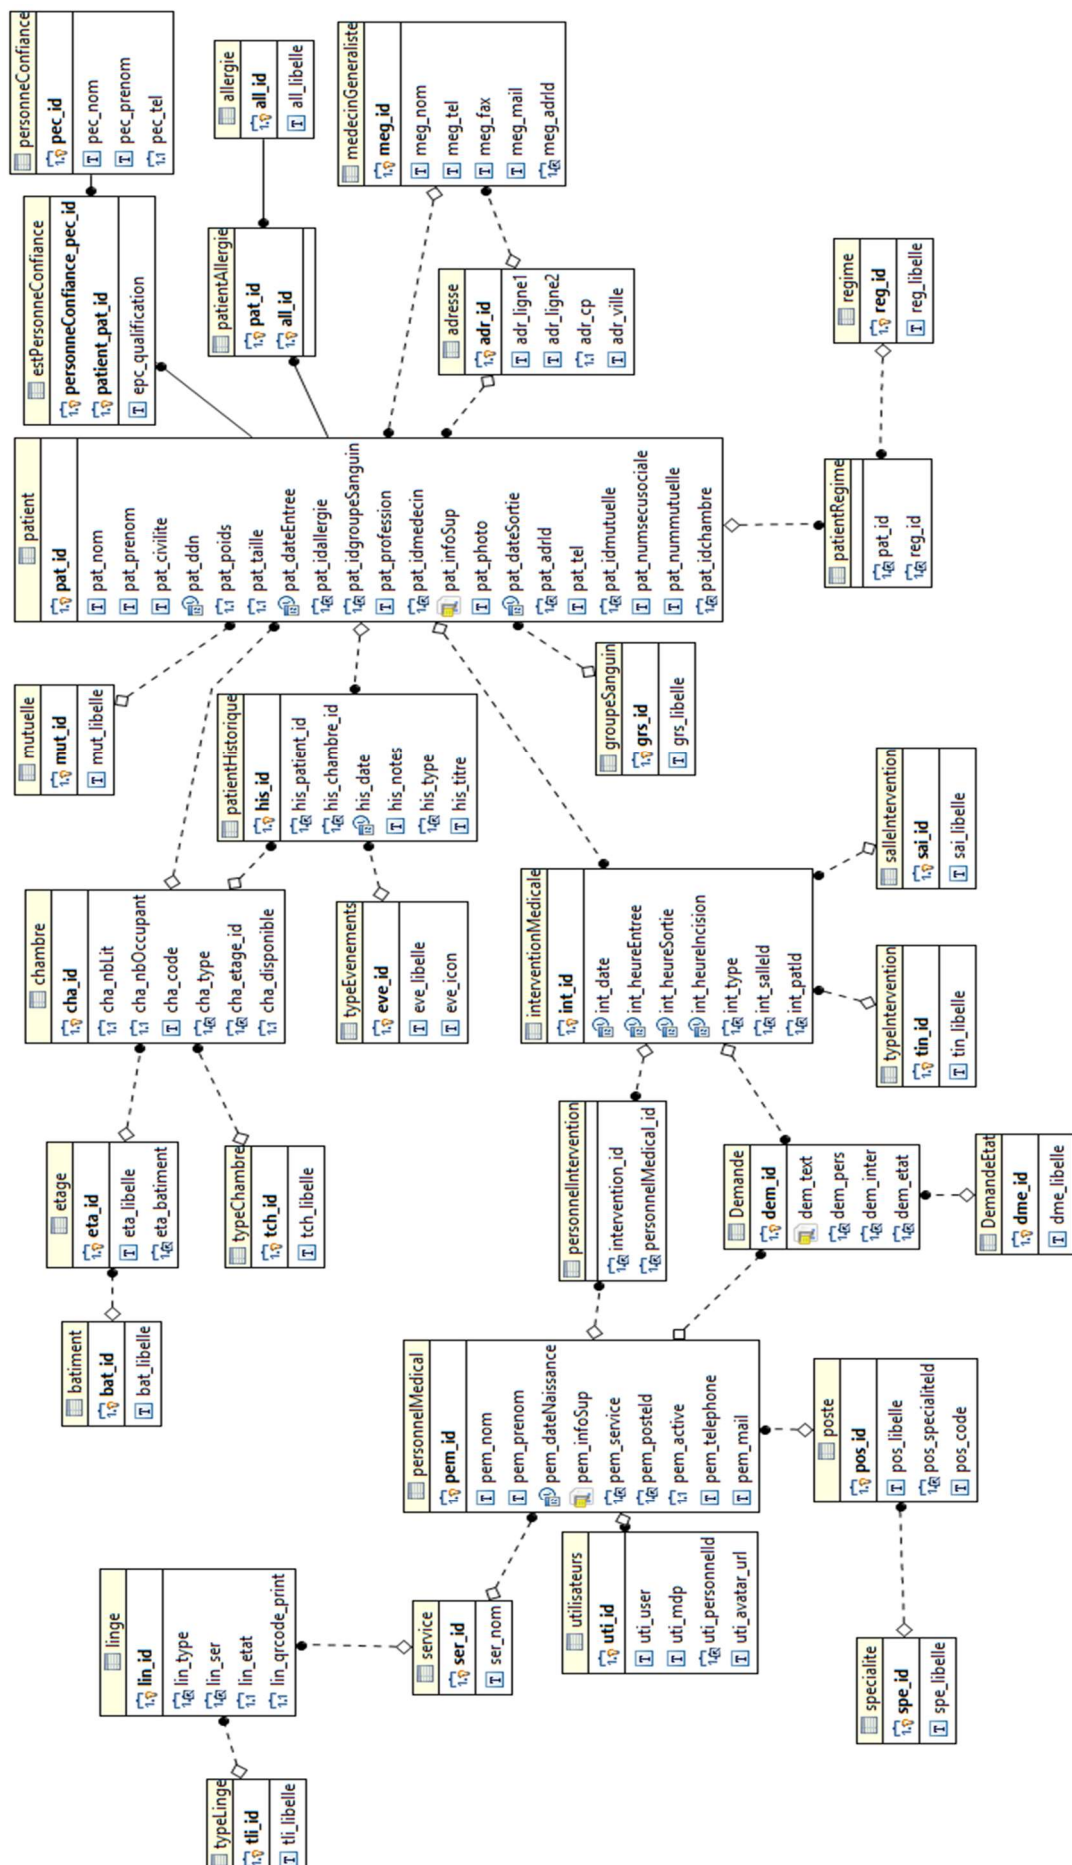 typeLinge
tli_id
tli_libelle
linge
lin_id
lin_type
lin_ser
lin_etat
lin_qrcode_print
batiment
bat_id
bat_libelle
etage
eta_id
eta_libelle
eta_batiment
typeChambre
tch_id
tch_libelle
chambre
cha_id
cha_nbLit
cha_nbOccupant
cha_code
cha_type
cha_etage_id
cha_disponible
mutuelle
mut_id
mut_libelle
patientHistorique
his_id
his_patient_id
his_chambre_id
his_date
his_notes
his_type
his_titre
typeEvenements
eve_id
eve_libelle
eve_icon
patient
pat_id
pat_nom
pat_prenom
pat_civilite
pat_ddn
pat_poids
pat_taille
pat_dateEntree
pat_idallergie
pat_idgroupeSanguin
pat_profession
pat_idmedecin
pat_infoSup
pat_photo
pat_dateSortie
pat_adrId
pat_tel
pat_idmutuelle
pat_numsecusociale
pat_nummutuelle
pat_idchambre
estPersonneConfiance
personneConfiance_pec_id
patient_pat_id
epc_qualification
personneConfiance
pec_id
pec_nom
pec_prenom
pec_tel
patientAllergie
pat_id
all_id
allergie
all_id
all_libelle
medecinGeneraliste
meg_id
meg_nom
meg_tel
meg_fax
meg_mail
meg_adrId
adresse
adr_id
adr_ligne1
adr_ligne2
adr_cp
adr_ville
service
ser_id
ser_nom
personnelMedical
pem_id
pem_nom
pem_prenom
pem_dateNaissance
pem_infoSup
pem_service
pem_posteId
pem_active
pem_telephone
pem_mail
utilisateurs
uti_id
uti_user
uti_mdp
uti_personnelId
uti_avatar_url
personnelIntervention
intervention_id
personnelMedical_id
interventionMedicale
int_id
int_date
int_heureEntree
int_heureSortie
int_heureIncision
int_type
int_salleId
int_patId
groupeSanguin
grs_id
grs_libelle
Demande
dem_id
dem_text
dem_pers
dem_inter
dem_etat
specialite
spe_id
spe_libelle
poste
pos_id
pos_libelle
pos_specialiteId
pos_code
DemandeEtat
dme_id
dme_libelle
typeIntervention
tin_id
tin_libelle
salleIntervention
sai_id
sai_libelle
patientRegime
pat_id
reg_id
regime
reg_id
reg_libelle